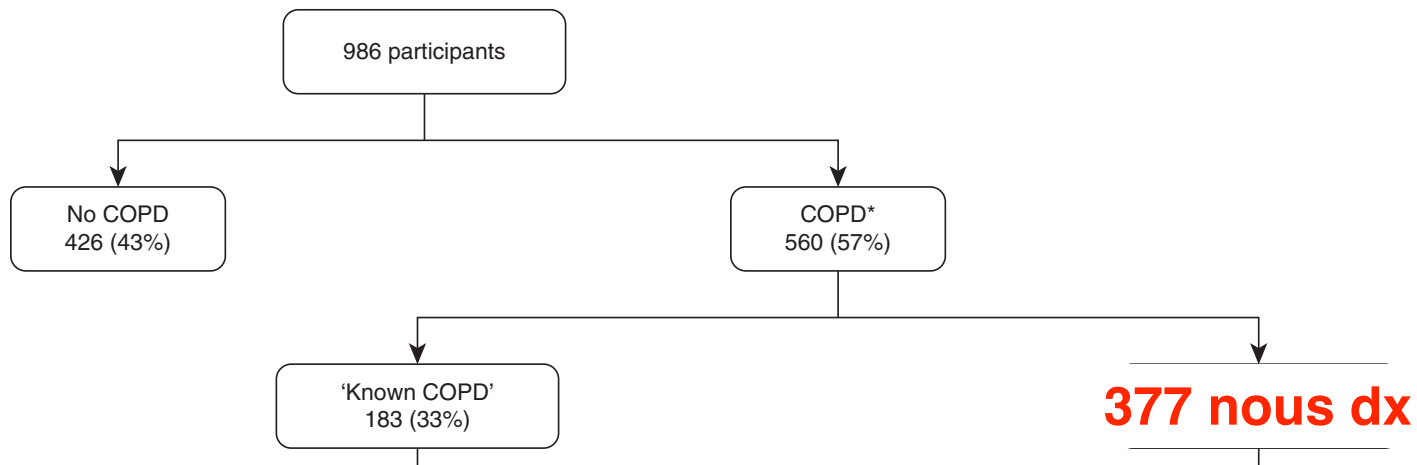 986 participants
No COPD
426 (43%)
COPD*
560 (57%)
‘Known COPD’
183 (33%)
377 nous dx